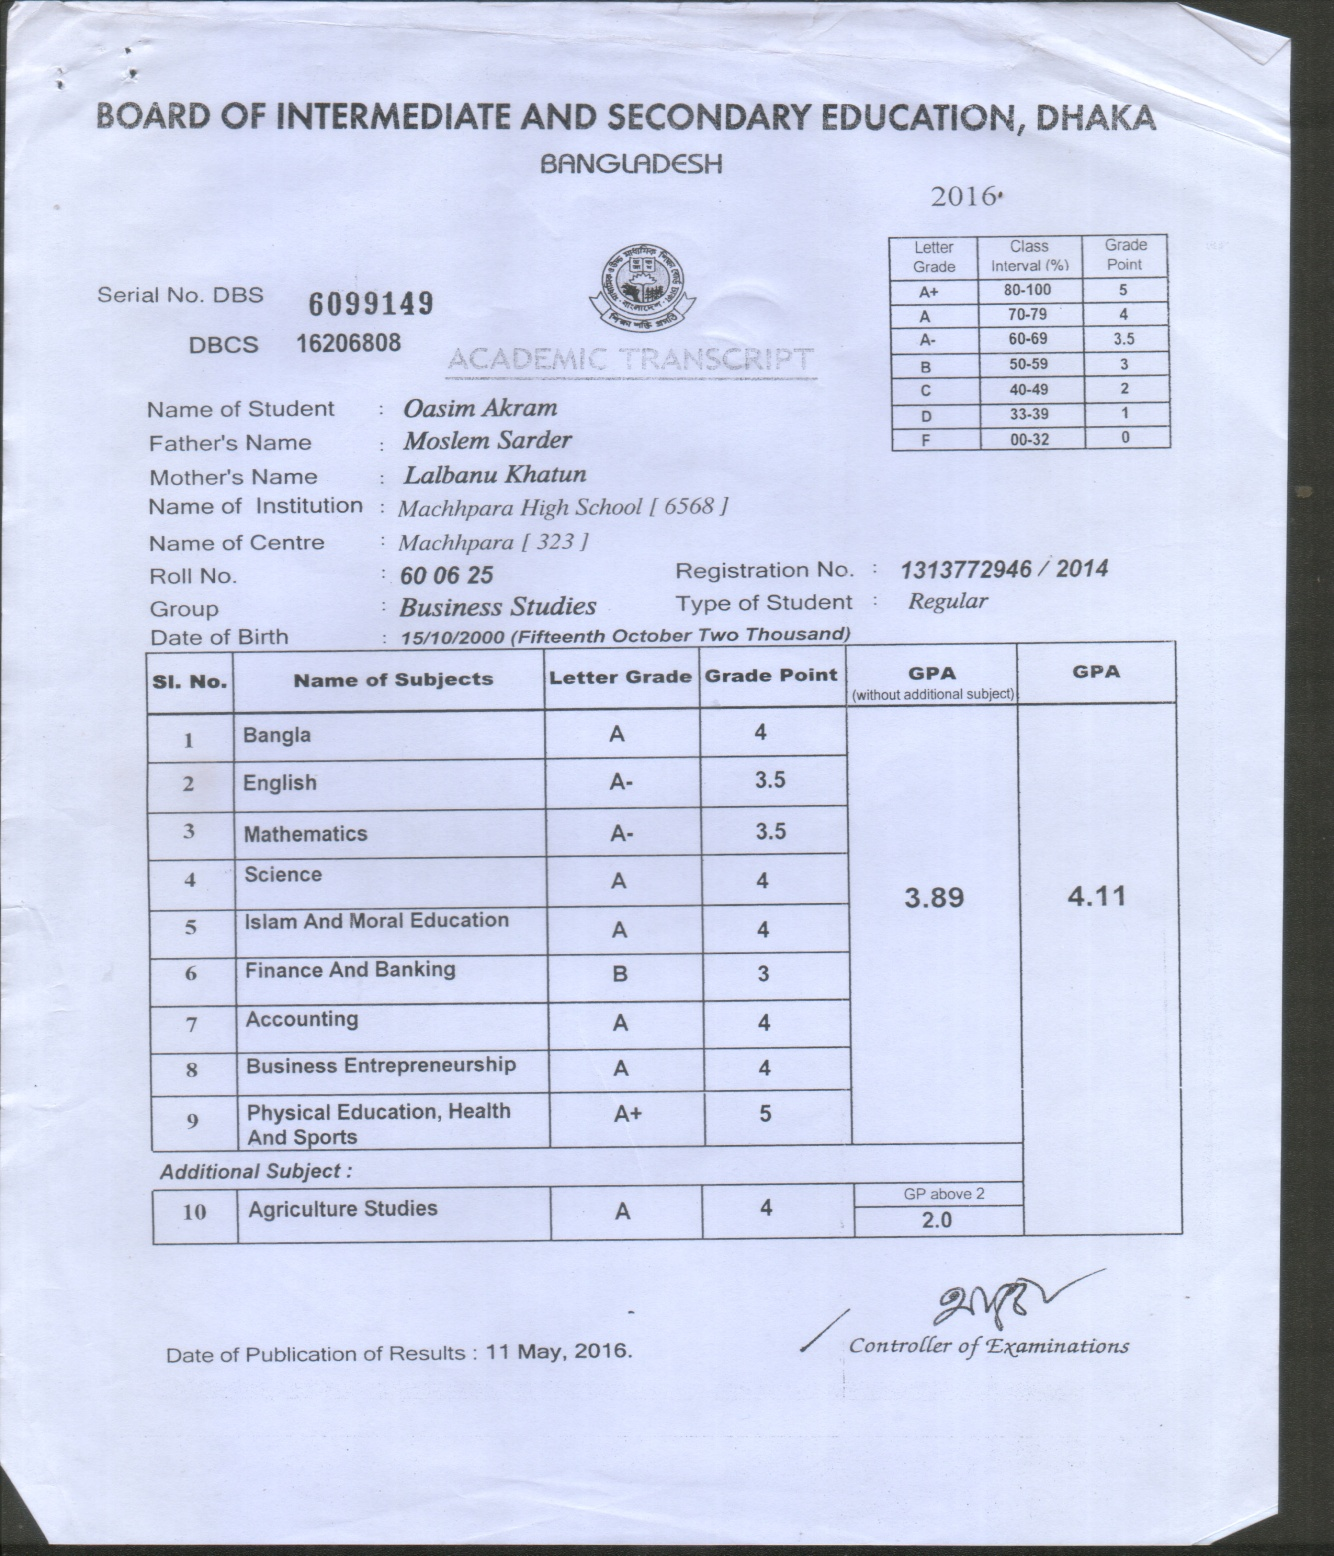 BOARD OF INTERMEDIATE AND SECONDARY EDUCATION, DHAKA
BANGLADESH
2016
Letter Grade Class Interval (%) Grade Point
A+ 80-100 5
A 70-79 4
A- 60-69 3.5
B 50-59 3
C 40-49 2
D 33-39 1
F 00-32 0
Serial No. DBS 6099149
DBCS 16206808
ACADEMIC TRANSCRIPT
Name of Student : Oasim Akram
Father's Name : Moslem Sarder
Mother's Name : Lalbanu Khatun
Name of Institution : Machhpara High School [ 6568 ]
Name of Centre : Machhpara [ 323 ]
Roll No. : 60 06 25 Registration No. : 1313772946 / 2014
Group : Business Studies Type of Student : Regular
Date of Birth : 15/10/2000 (Fifteenth October Two Thousand)
Sl. No. Name of Subjects Letter Grade Grade Point GPA (without additional subject) GPA
1 Bangla A 4
2 English A- 3.5
3 Mathematics A- 3.5
4 Science A 4
3.89 4.11
5 Islam And Moral Education A 4
6 Finance And Banking B 3
7 Accounting A 4
8 Business Entrepreneurship A 4
9 Physical Education, Health And Sports A+ 5
Additional Subject :
10 Agriculture Studies A 4 GP above 2
2.0
Date of Publication of Results : 11 May, 2016.
Controller of Examinations